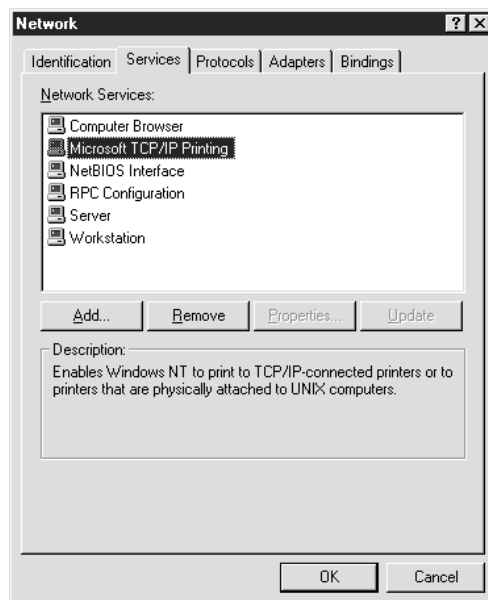 Network
Identification Services Protocols Adapters Bindings
Network Services:
Computer Browser
Microsoft TCP/IP Printing
NetBIOS Interface
RPC Configuration
Server
Workstation
Add... Remove Properties... Update
Description:
Enables Windows NT to print to TCP/IP-connected printers or to
printers that are physically attached to UNIX computers.
OK Cancel